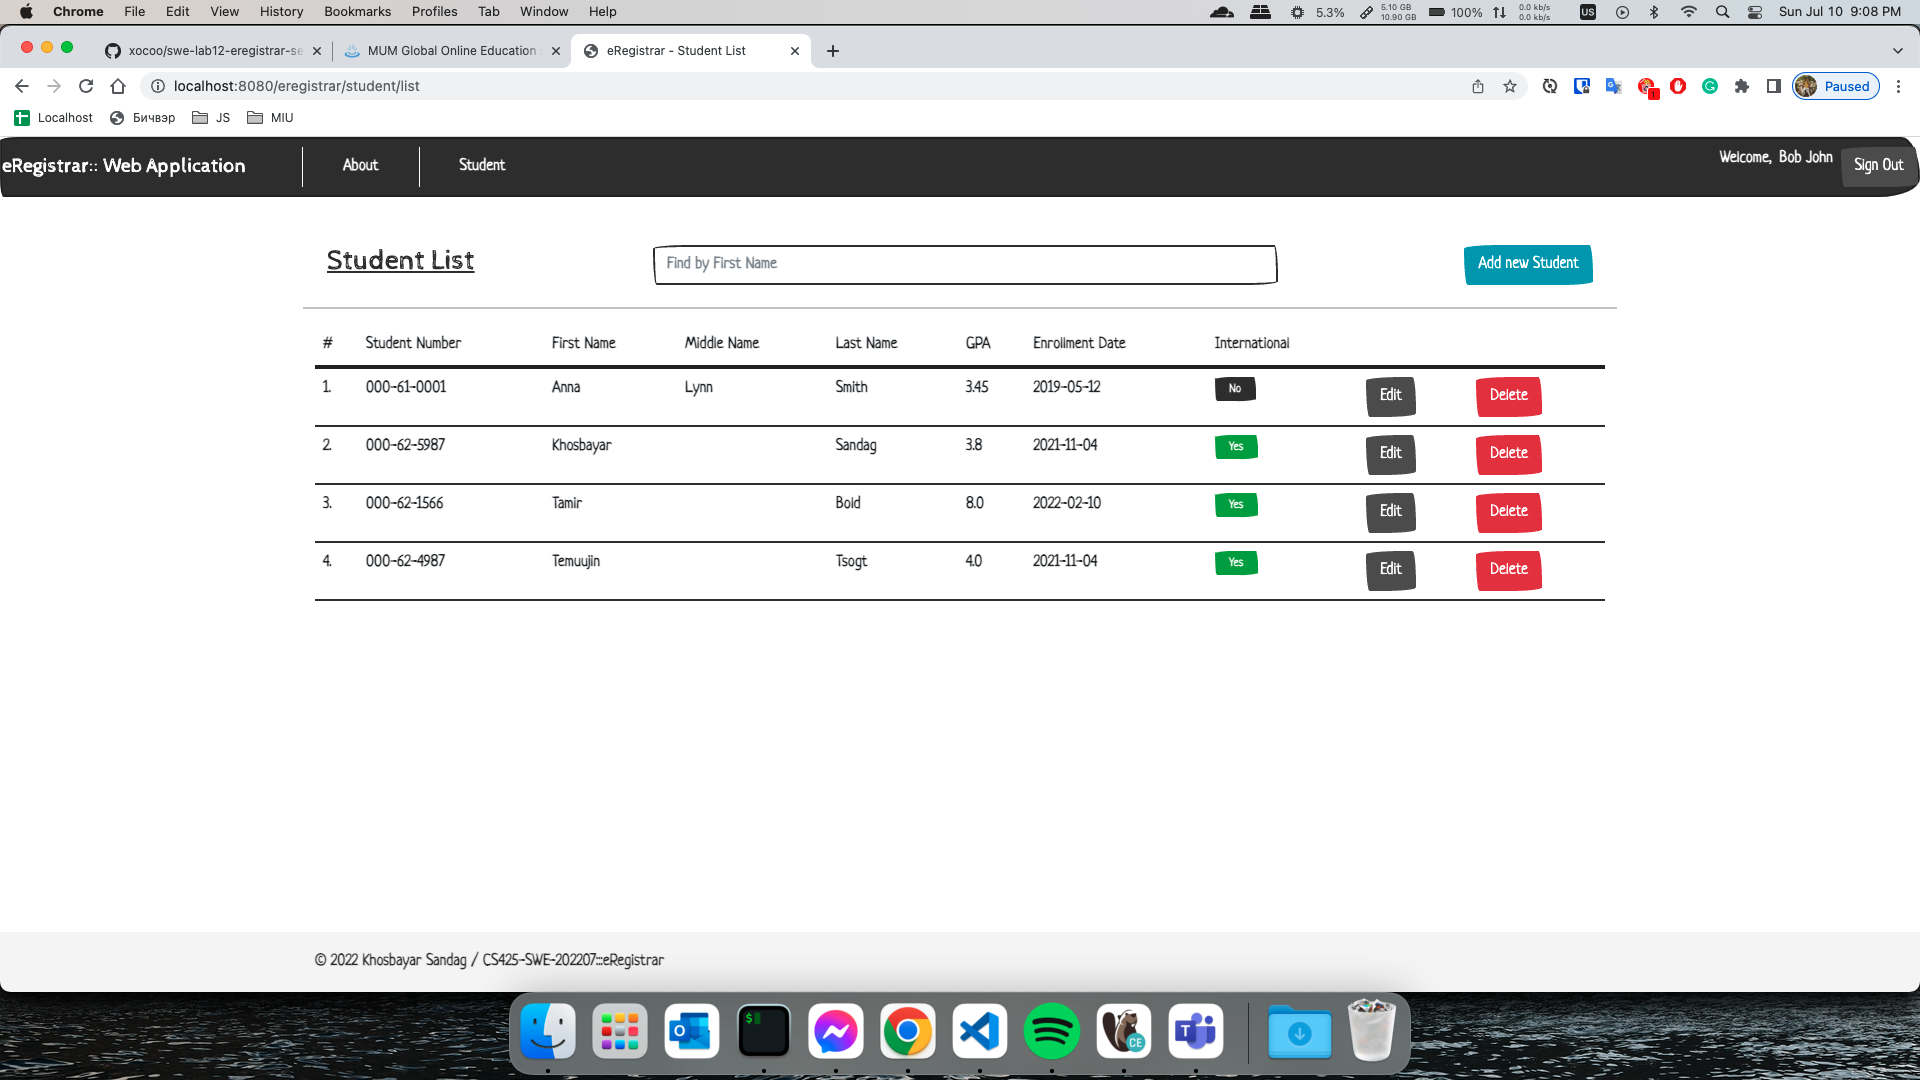 Chrome File Edit View History Bookmarks Profiles Tab Window Help 5.3% 5.10 GB 10.90 GB 100% 0.0 kb/s 0.0 kb/s US Sun Jul 10 9:08 PM
xocoo/swe-lab12-eregistrar-se MUM Global Online Education eRegistrar - Student List
localhost:8080/eregistrar/student/list Paused
Localhost Бичвэр JS MIU
eRegistrar:: Web Application About Student Welcome, Bob John Sign Out
Student List Find by First Name Add new Student
# Student Number First Name Middle Name Last Name GPA Enrollment Date International
1. 000-61-0001 Anna Lynn Smith 3.45 2019-05-12 No Edit Delete
2. 000-62-5987 Khosbayar Sandag 3.8 2021-11-04 Yes Edit Delete
3. 000-62-1566 Tamir Bold 8.0 2022-02-10 Yes Edit Delete
4. 000-62-4987 Temuujin Tsogt 4.0 2021-11-04 Yes Edit Delete
© 2022 Khosbayar Sandag / CS425-SWE-202207:::eRegistrar
$ CE